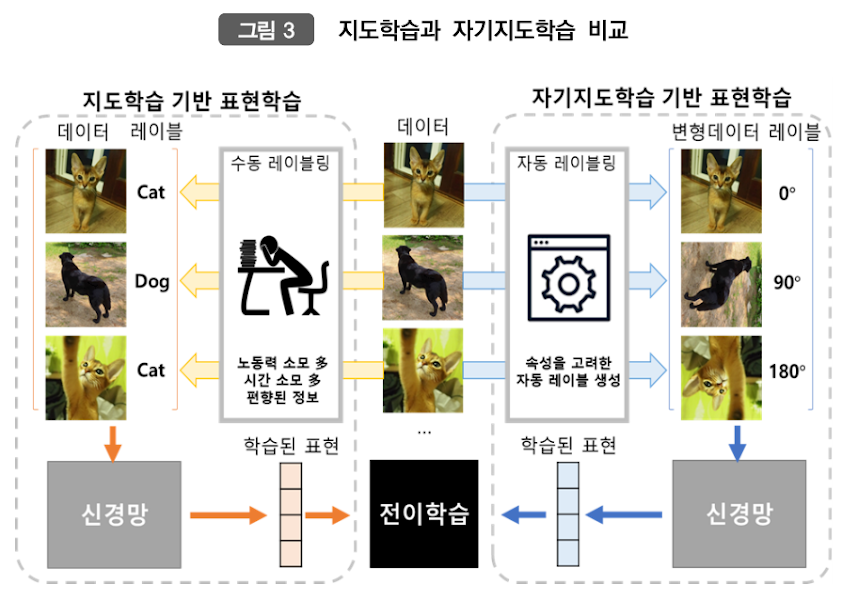 그림 3 지도학습과 자기지도학습 비교
지도학습 기반 표현학습
데이터 레이블
Cat
Dog
Cat
수동 레이블링
노동력 소모 多
시간 소모 多
편향된 정보
신경망
학습된 표현
데이터
...
전이학습
자기지도학습 기반 표현학습
자동 레이블링
속성을 고려한
자동 레이블 생성
변형데이터 레이블
0°
90°
180°
학습된 표현
신경망